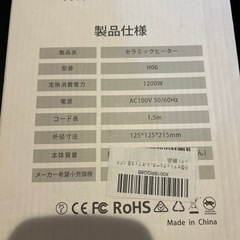 製品仕様
製品名 セラミックヒーター
型番 H06
定格消費電力 1200W
電源 AC100V 50/60Hz
コード長 1.5m
外径寸法 125*125*215mm
本体質量
メーカー希望小売価格
CE FC RoHS
Made in China